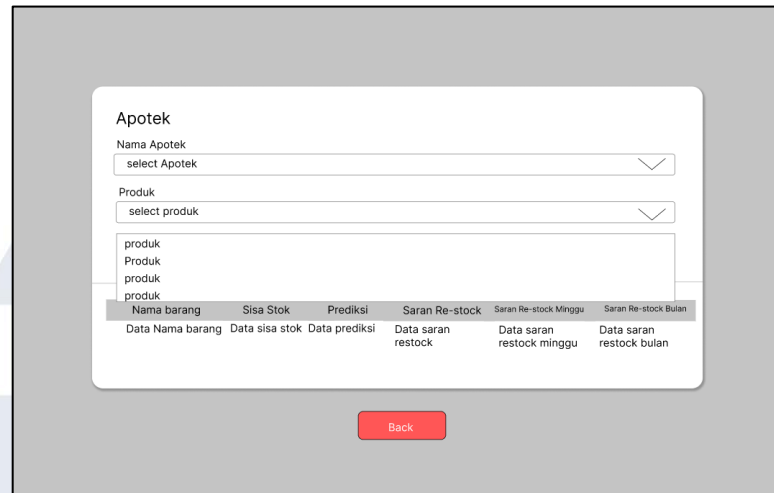 Apotek
Nama Apotek
select Apotek
Produk
select produk
produk
Produk
produk
produk
Nama barang Sisa Stok Prediksi Saran Re-stock Saran Re-stock Minggu Saran Re-stock Bulan
Data Nama barang Data sisa stok Data prediksi Data saran restock Data saran restock minggu Data saran restock bulan
Back